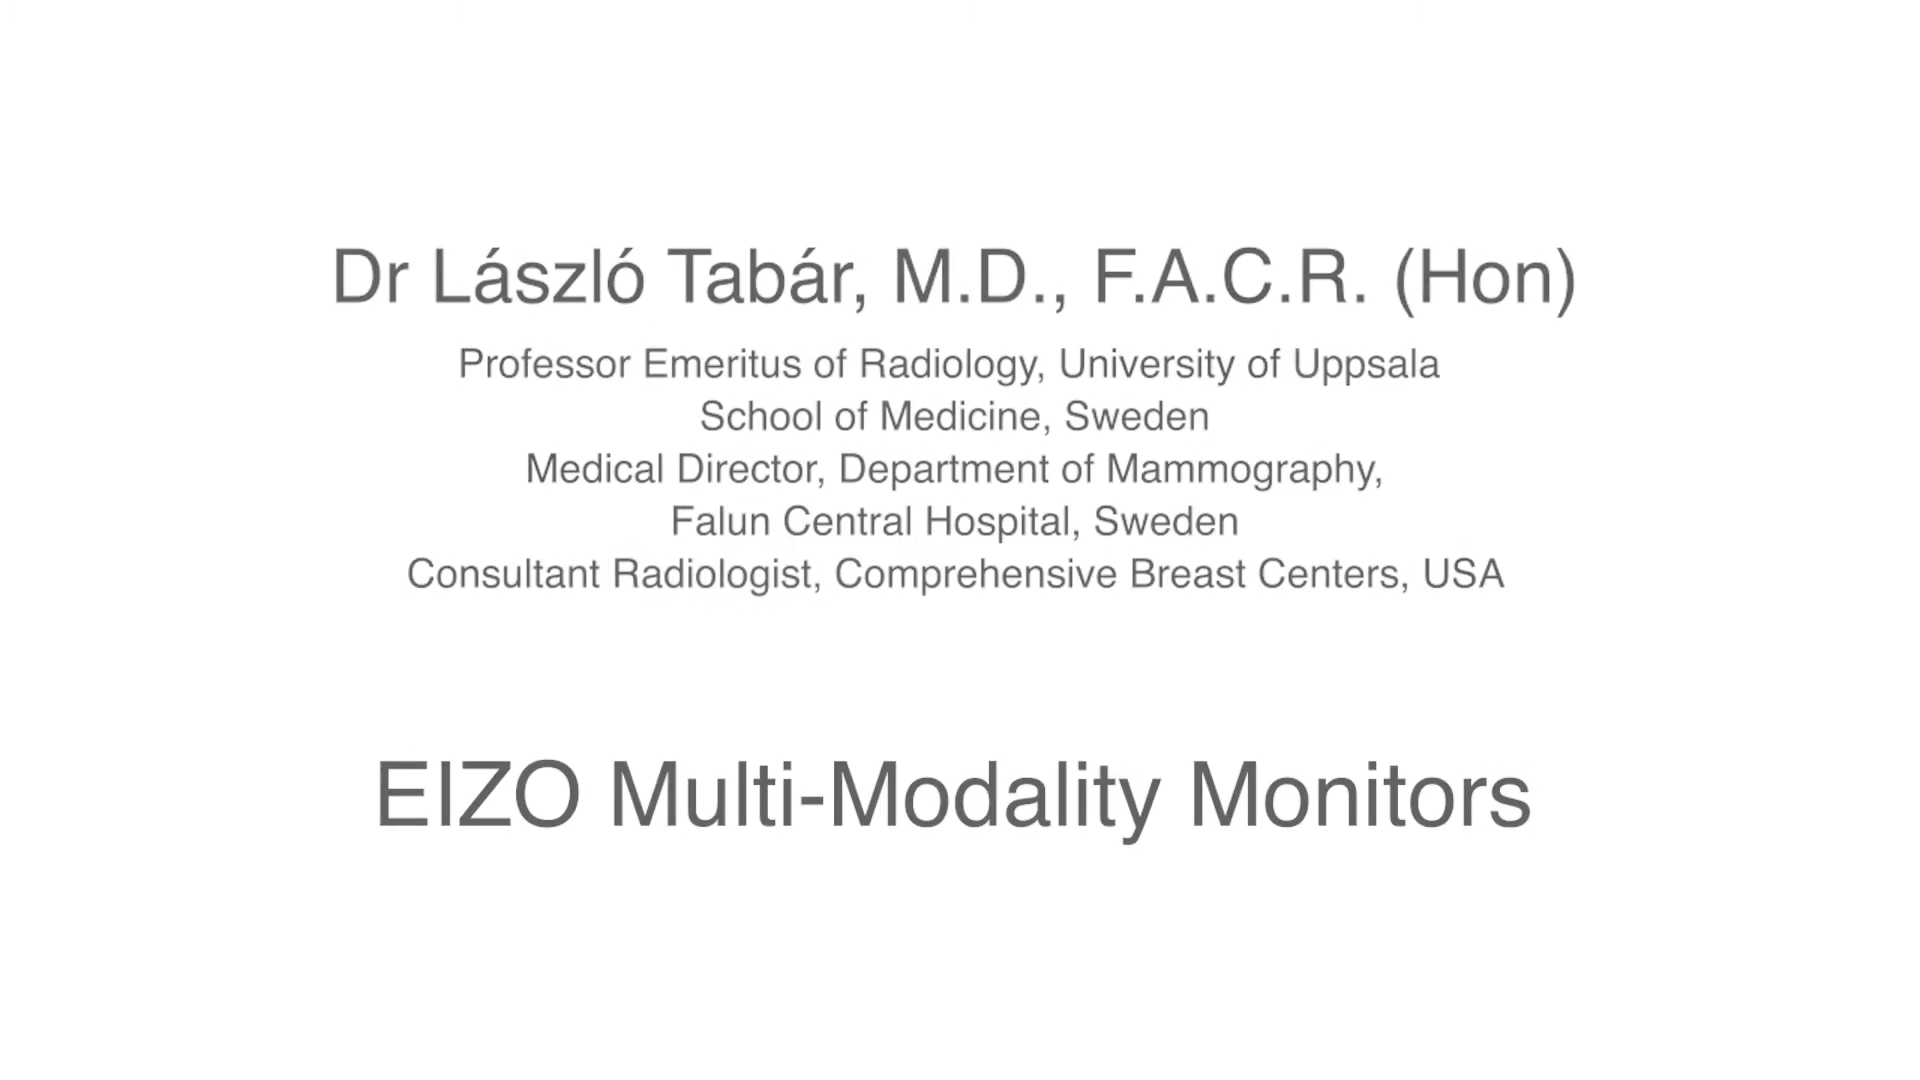 Dr László Tabár, M.D., F.A.C.R. (Hon)
Professor Emeritus of Radiology, University of Uppsala
School of Medicine, Sweden
Medical Director, Department of Mammography,
Falun Central Hospital, Sweden
Consultant Radiologist, Comprehensive Breast Centers, USA
EIZO Multi-Modality Monitors